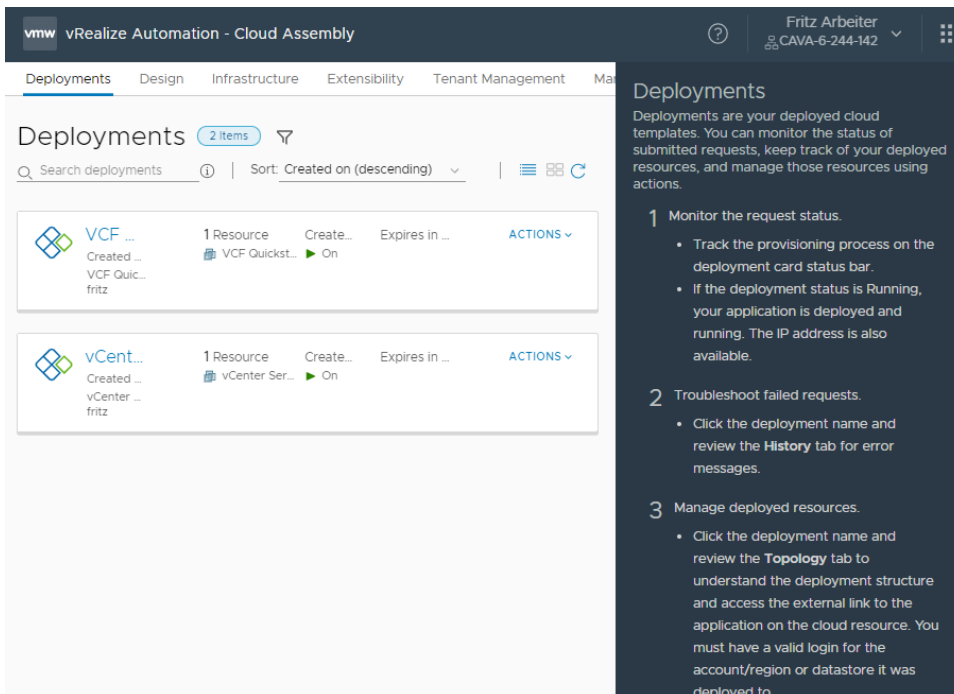 vmw vRealize Automation - Cloud Assembly
Fritz Arbeiter
CAVA-6-244-142
Deployments Design Infrastructure Extensibility Tenant Management Mar
Deployments 2 items
Search deployments Sort: Created on (descending)
VCF ... 1 Resource Create... Expires in ... ACTIONS
Created ... VCF Quickst... On
VCF Quic...
fritz
vCent... 1 Resource Create... Expires in ... ACTIONS
Created ... vCenter Ser... On
vCenter ...
fritz
Deployments
Deployments are your deployed cloud
templates. You can monitor the status of
submitted requests, keep track of your deployed
resources, and manage those resources using
actions.
1 Monitor the request status.
• Track the provisioning process on the
deployment card status bar.
• If the deployment status is Running,
your application is deployed and
running. The IP address is also
available.
2 Troubleshoot failed requests.
• Click the deployment name and
review the History tab for error
messages.
3 Manage deployed resources.
• Click the deployment name and
review the Topology tab to
understand the deployment structure
and access the external link to the
application on the cloud resource. You
must have a valid login for the
account/region or datastore it was
deployed to